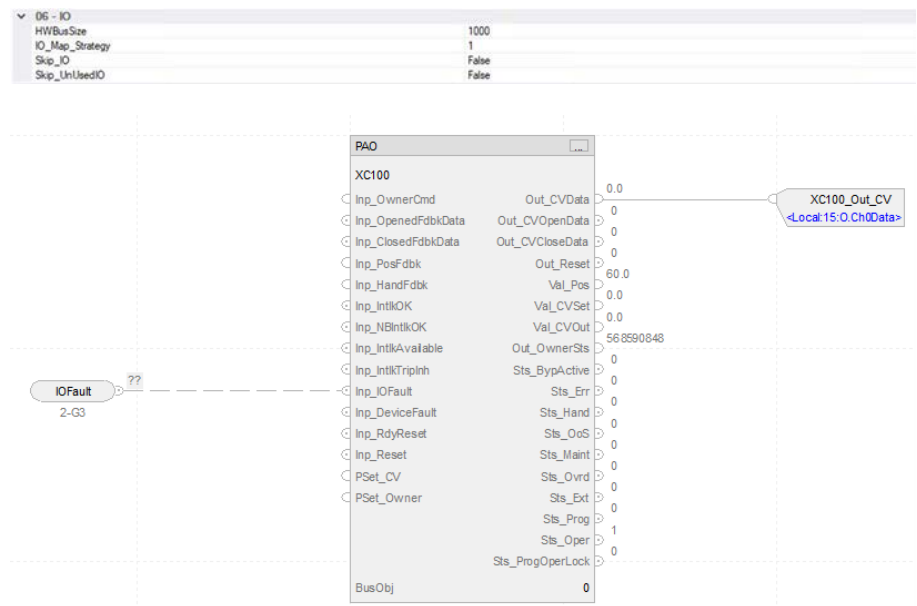 06 - IO
HWBusSize 1000
IO_Map_Strategy 1
Skip_IO False
Skip_UnUsedIO False
PAO ...
XC100
Inp_OwnerCmd Out_CVData 0.0 XC100_Out_CV
<Local:15:O.Ch0Data>
Inp_OpenedFdbkData Out_CVOpenData 0
Inp_ClosedFdbkData Out_CVCloseData 0
Inp_PosFdbk Out_Reset 0
Inp_HandFdbk Val_Pos 60.0
Inp_IntlkOK Val_CVSet 0.0
Inp_NBIntlkOK Val_CVOut 0.0
Inp_IntlkAvailable Out_OwnerSts 568590848
Inp_IntlkTripInh Sts_BypActive 0
IOFault ?? Inp_IOFault Sts_Err 0
2-G3 Inp_DeviceFault Sts_Hand 0
Inp_RdyReset Sts_OoS 0
Inp_Reset Sts_Maint 0
PSet_CV Sts_Ovrd 0
PSet_Owner Sts_Ext 0
Sts_Prog 0
Sts_Oper 1
Sts_ProgOperLock 0
BusObj 0